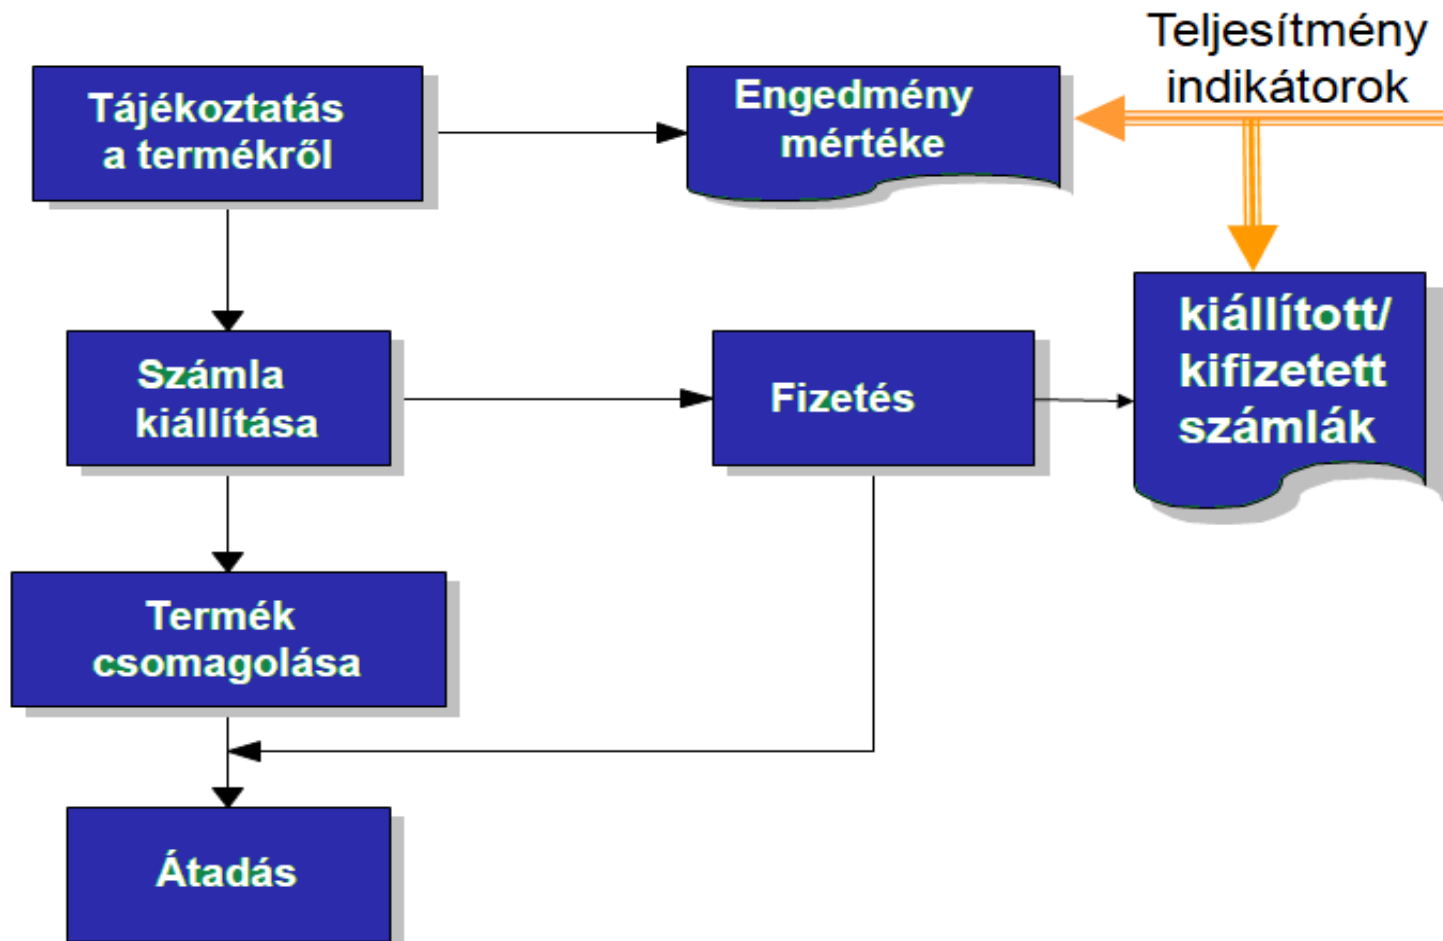 Teljesítmény
indikátorok
Tájékoztatás
a termékről
Engedmény
mértéke
Számla
kiállítása
Fizetés
kiállított/
kifizetett
számlák
Termék
csomagolása
Átadás